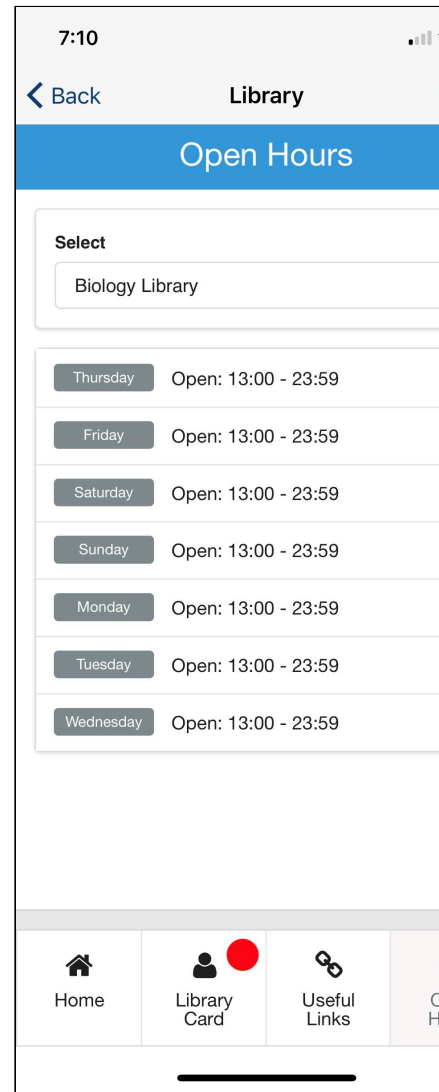 7:10
Back Library
Open Hours
Select
Biology Library
Thursday Open: 13:00 - 23:59
Friday Open: 13:00 - 23:59
Saturday Open: 13:00 - 23:59
Sunday Open: 13:00 - 23:59
Monday Open: 13:00 - 23:59
Tuesday Open: 13:00 - 23:59
Wednesday Open: 13:00 - 23:59
Home Library Useful
Card Links